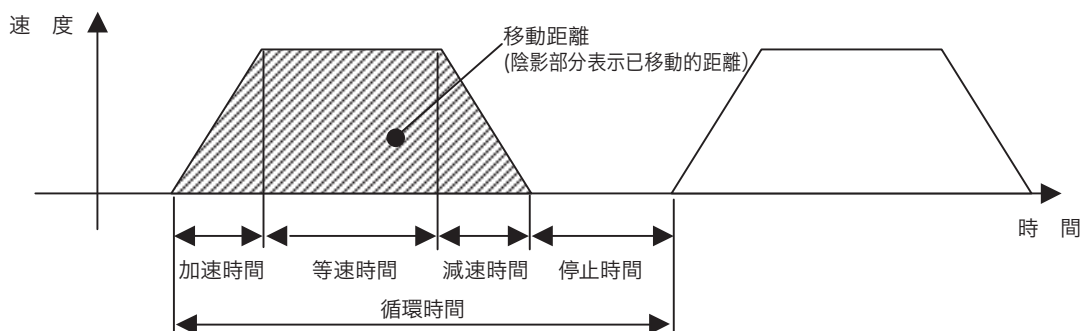 速 度
移動距離
(陰影部分表示已移動的距離)
時 間
加速時間
等速時間
減速時間
停止時間
循環時間